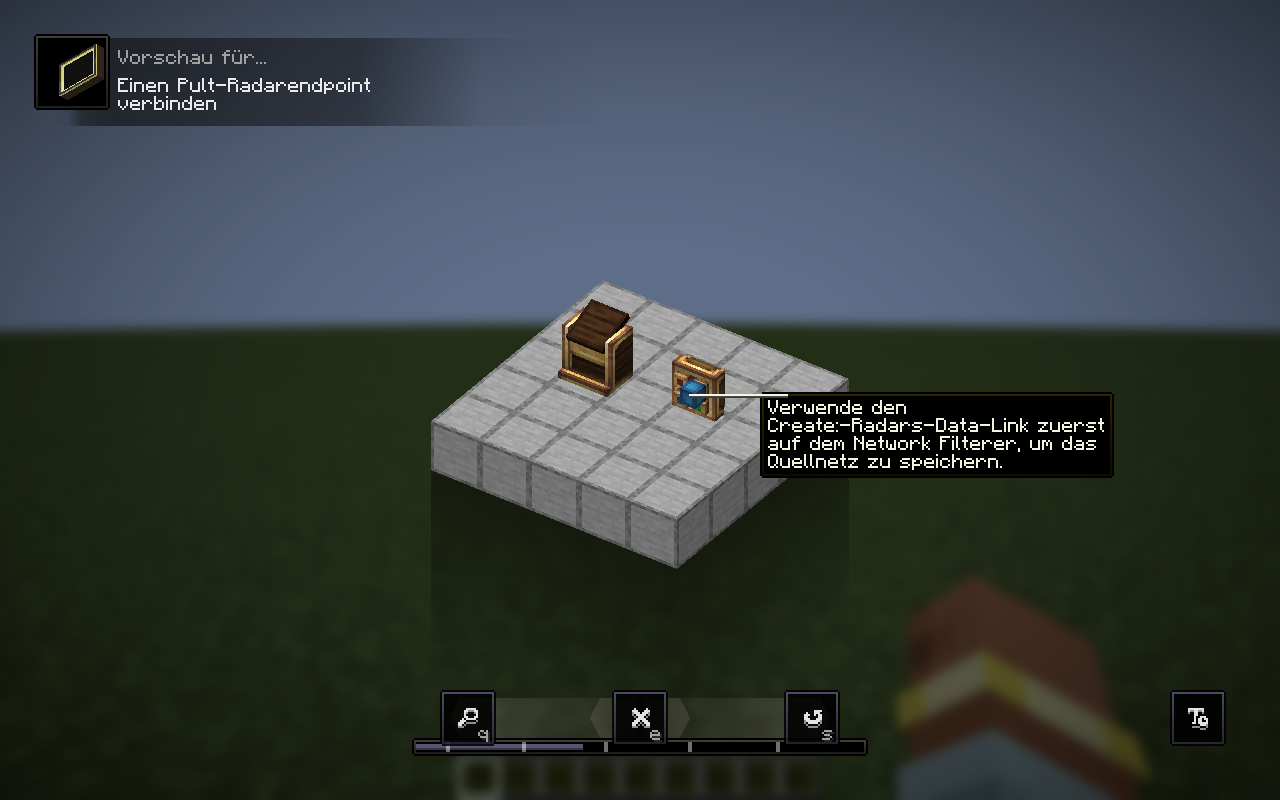 Vorschau für...
Einen Pult-Radarendpoint
verbinden
Verwende den
Create:-Radars-Data-Link zuerst
auf dem Network Filterer, um das
Quellnetz zu speichern.
q
e
s